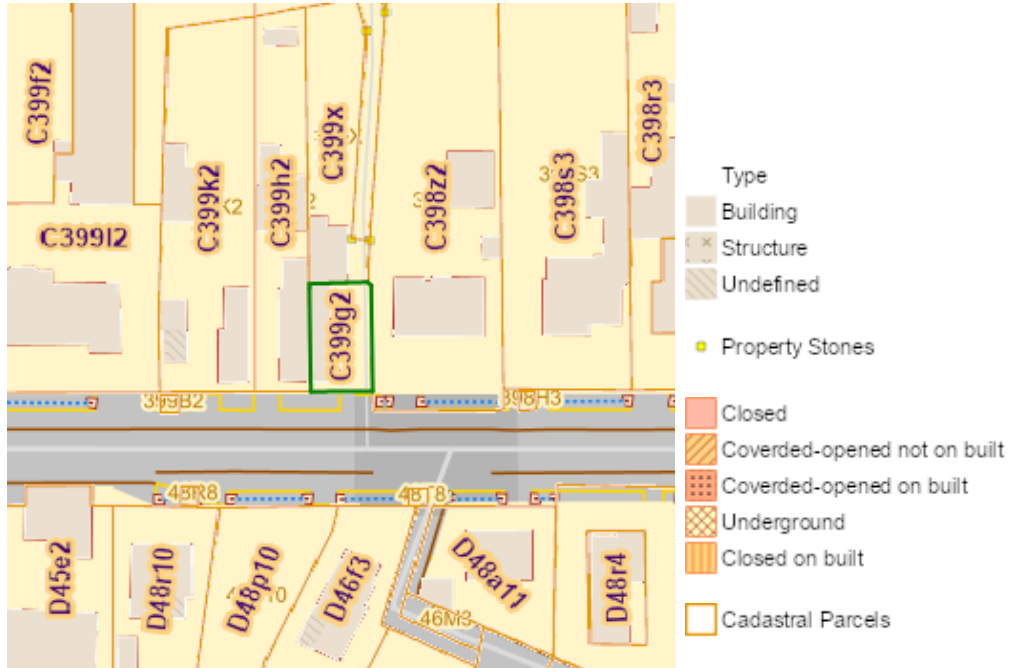 C399f2
C399x
C398r3
C399k2
C399h2
C398z2
C398s3
C399l2
C399g2
399B2
398H3
48R8
D45e2
D48r10
D48p10
D46f3
D48a11
D48r4
46M3
Type
Building
Structure
Undefined
Property Stones
Closed
Coverded-opened not on built
Coverded-opened on built
Underground
Closed on built
Cadastral Parcels